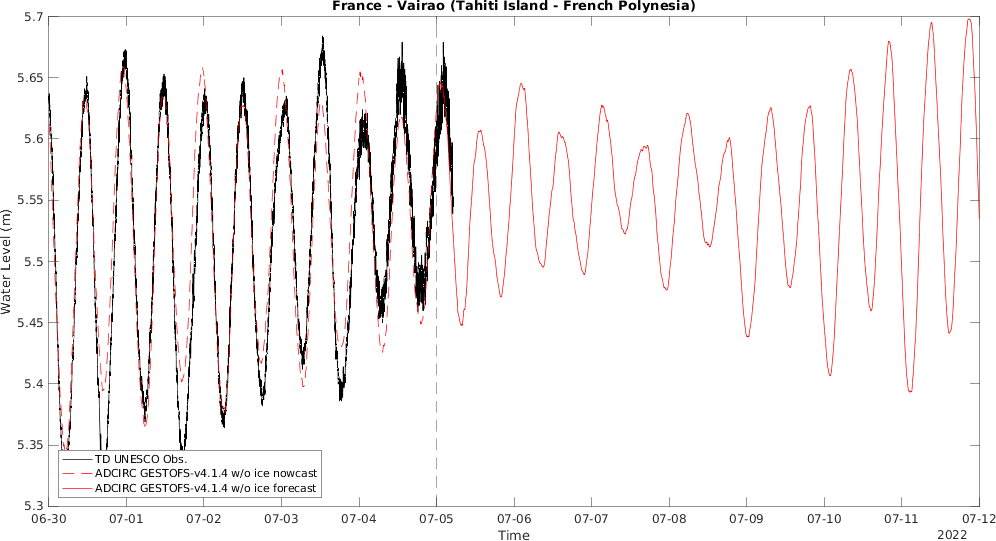 France - Vairao (Tahiti Island - French Polynesia)
Water Level (m)
5.7
5.65
5.6
5.55
5.5
5.45
5.4
5.35
5.3
TD UNESCO Obs.
ADCIRC GESTOFS-v4.1.4 w/o ice nowcast
ADCIRC GESTOFS-v4.1.4 w/o ice forecast
06-30 07-01 07-02 07-03 07-04 07-05 07-06 07-07 07-08 07-09 07-10 07-11 07-12
Time
2022